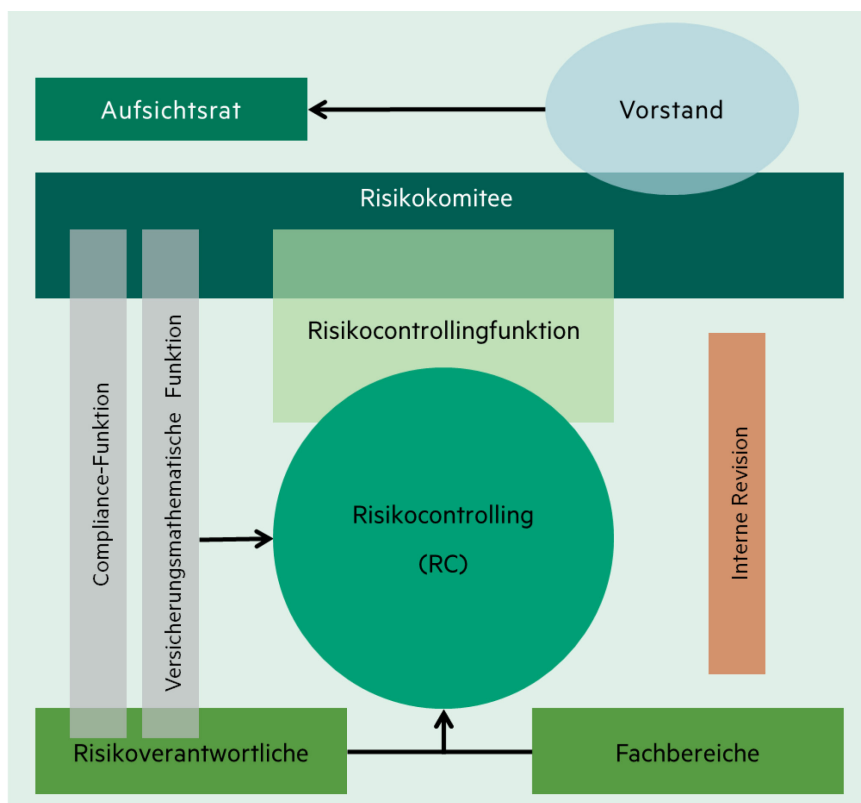 Aufsichtsrat
Vorstand
Risikokomitee
Risikocontrollingfunktion
Compliance-Funktion
Versicherungsmathematische Funktion
Risikocontrolling
(RC)
Interne Revision
Risikoverantwortliche
Fachbereiche